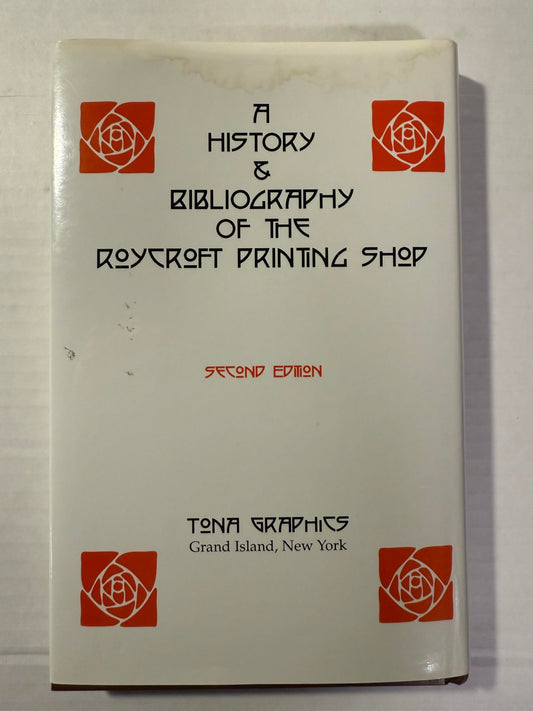 A
HISTORY
&
BIBLIOGRAPHY
OF THE
ROYCROFT PRINTING SHOP
SECOND EDITION
TONA GRAPHICS
Grand Island, New York